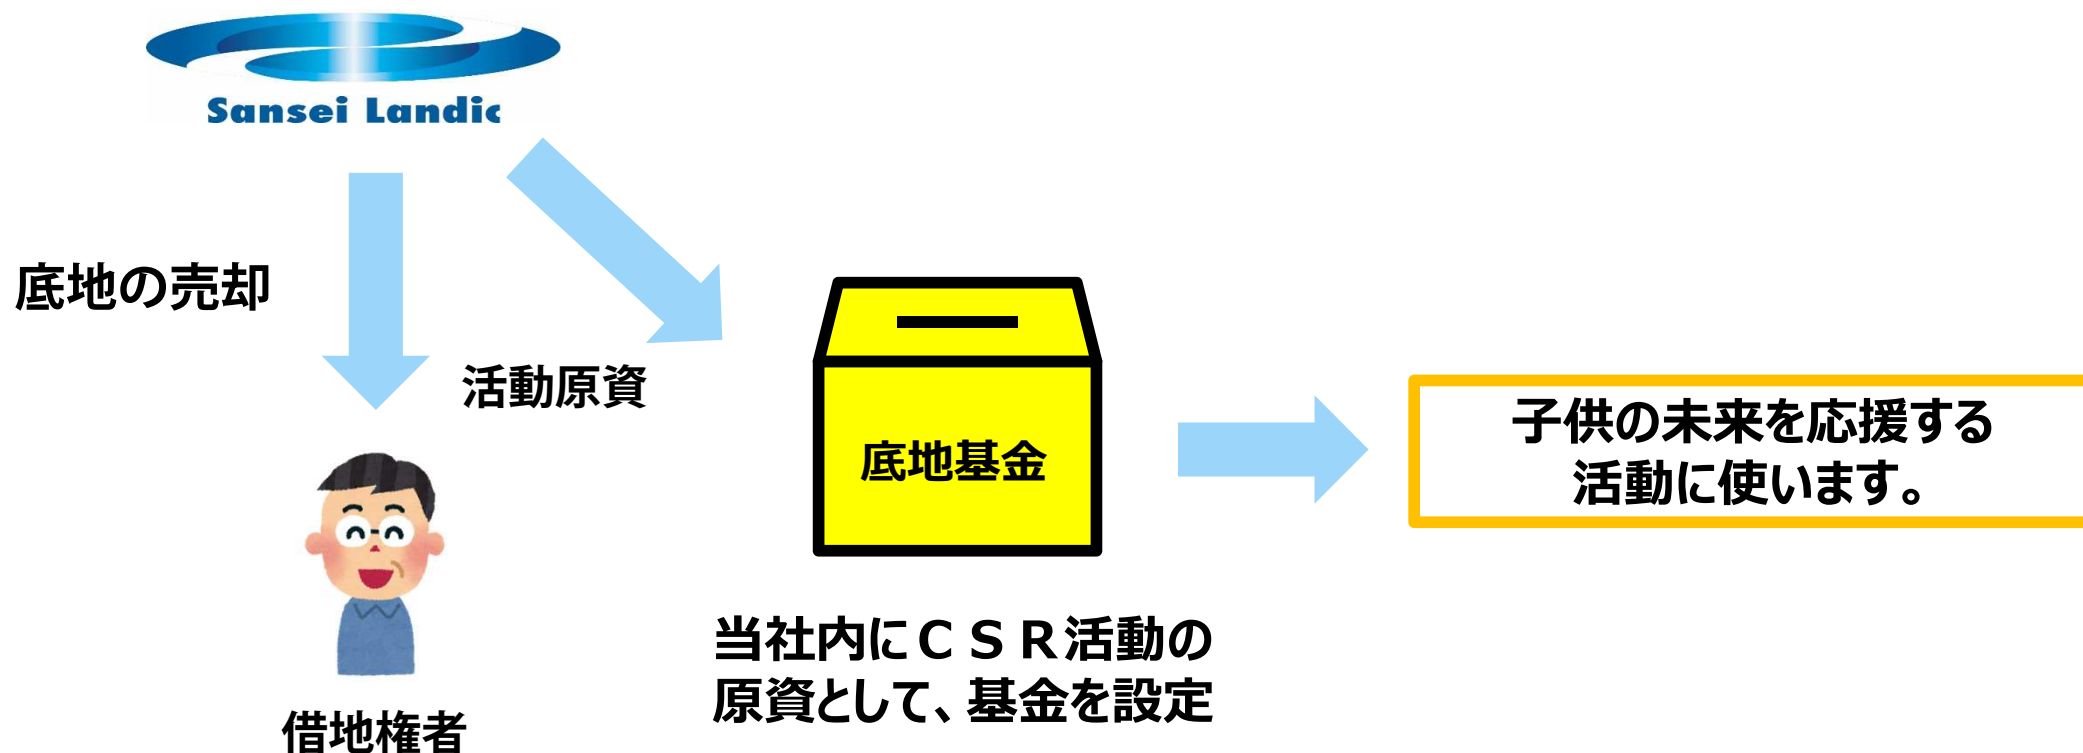 Sansei Landic
底地の売却
活動原資
底地基金
子供の未来を応援する
活動に使います。
当社内にＣＳＲ活動の
原資として、基金を設定
借地権者